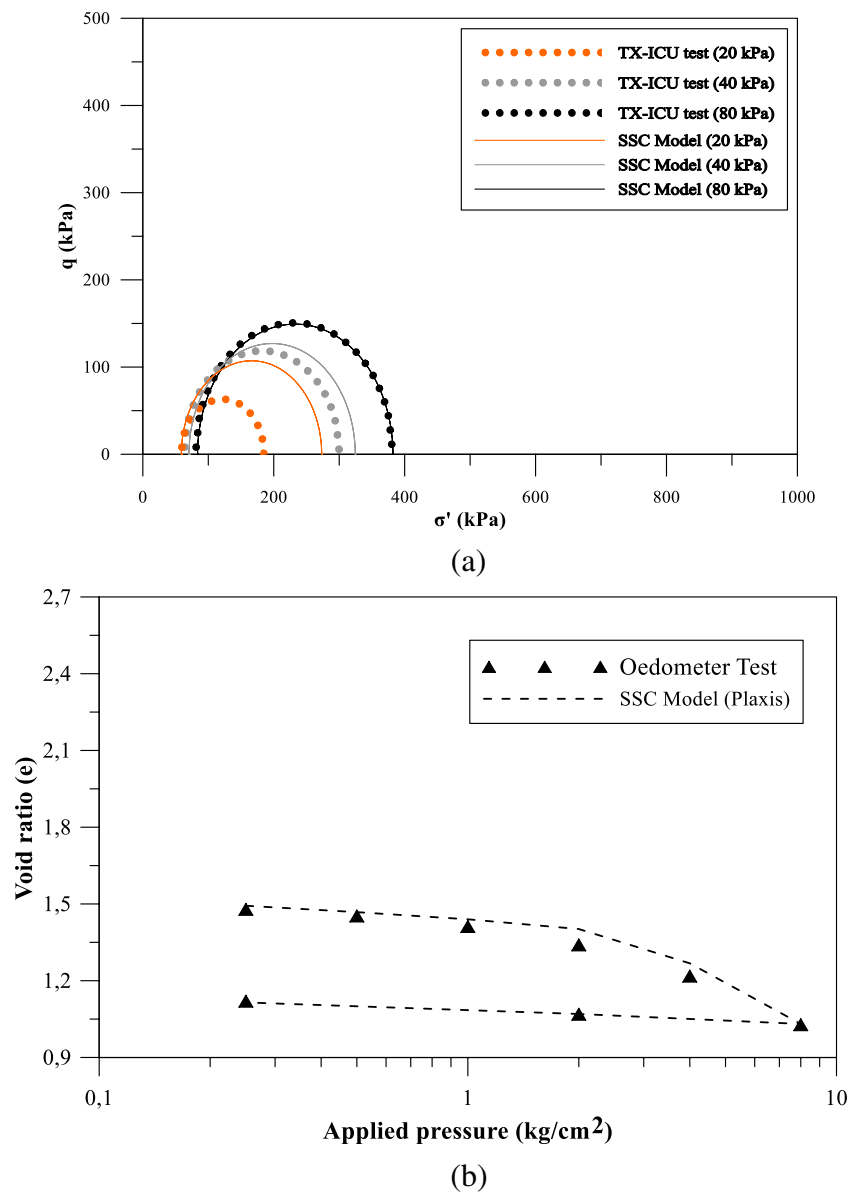 500
400
300
200
100
0
q (kPa)
TX-ICU test (20 kPa)
TX-ICU test (40 kPa)
TX-ICU test (80 kPa)
SSC Model (20 kPa)
SSC Model (40 kPa)
SSC Model (80 kPa)
0 200 400 600 800 1000
σ' (kPa)
(a)
2,7
2,4
2,1
1,8
1,5
1,2
0,9
Void ratio (e)
Oedometer Test
SSC Model (Plaxis)
0,1 1 10
Applied pressure (kg/cm²)
(b)